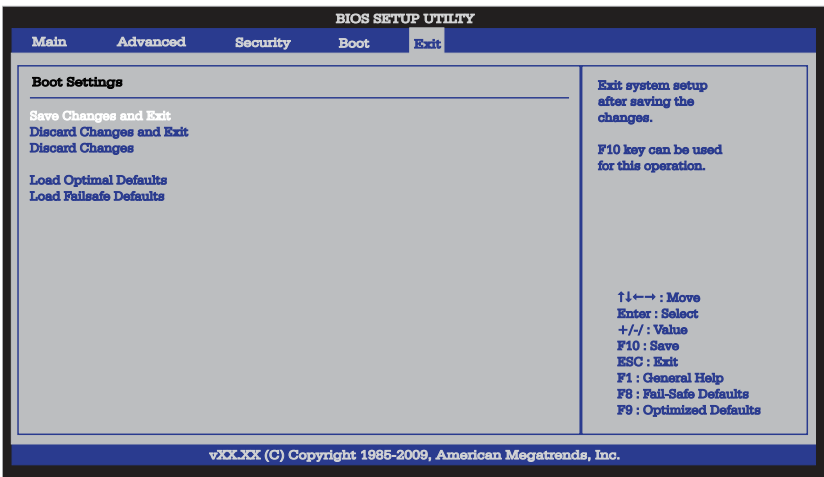 BIOS SETUP UTILTY
Main Advanced Security Boot Exit
Boot Settings
Save Changes and Exit
Discard Changes and Exit
Discard Changes
Load Optimal Defaults
Load Failsafe Defaults
Exit system setup
after saving the
changes.
F10 key can be used
for this operation.
↑↓←→ : Move
Enter : Select
+/-/ : Value
F10 : Save
ESC : Exit
F1 : General Help
F8 : Fail-Safe Defaults
F9 : Optimized Defaults
vXX.XX (C) Copyright 1985-2009, American Megatrends, Inc.